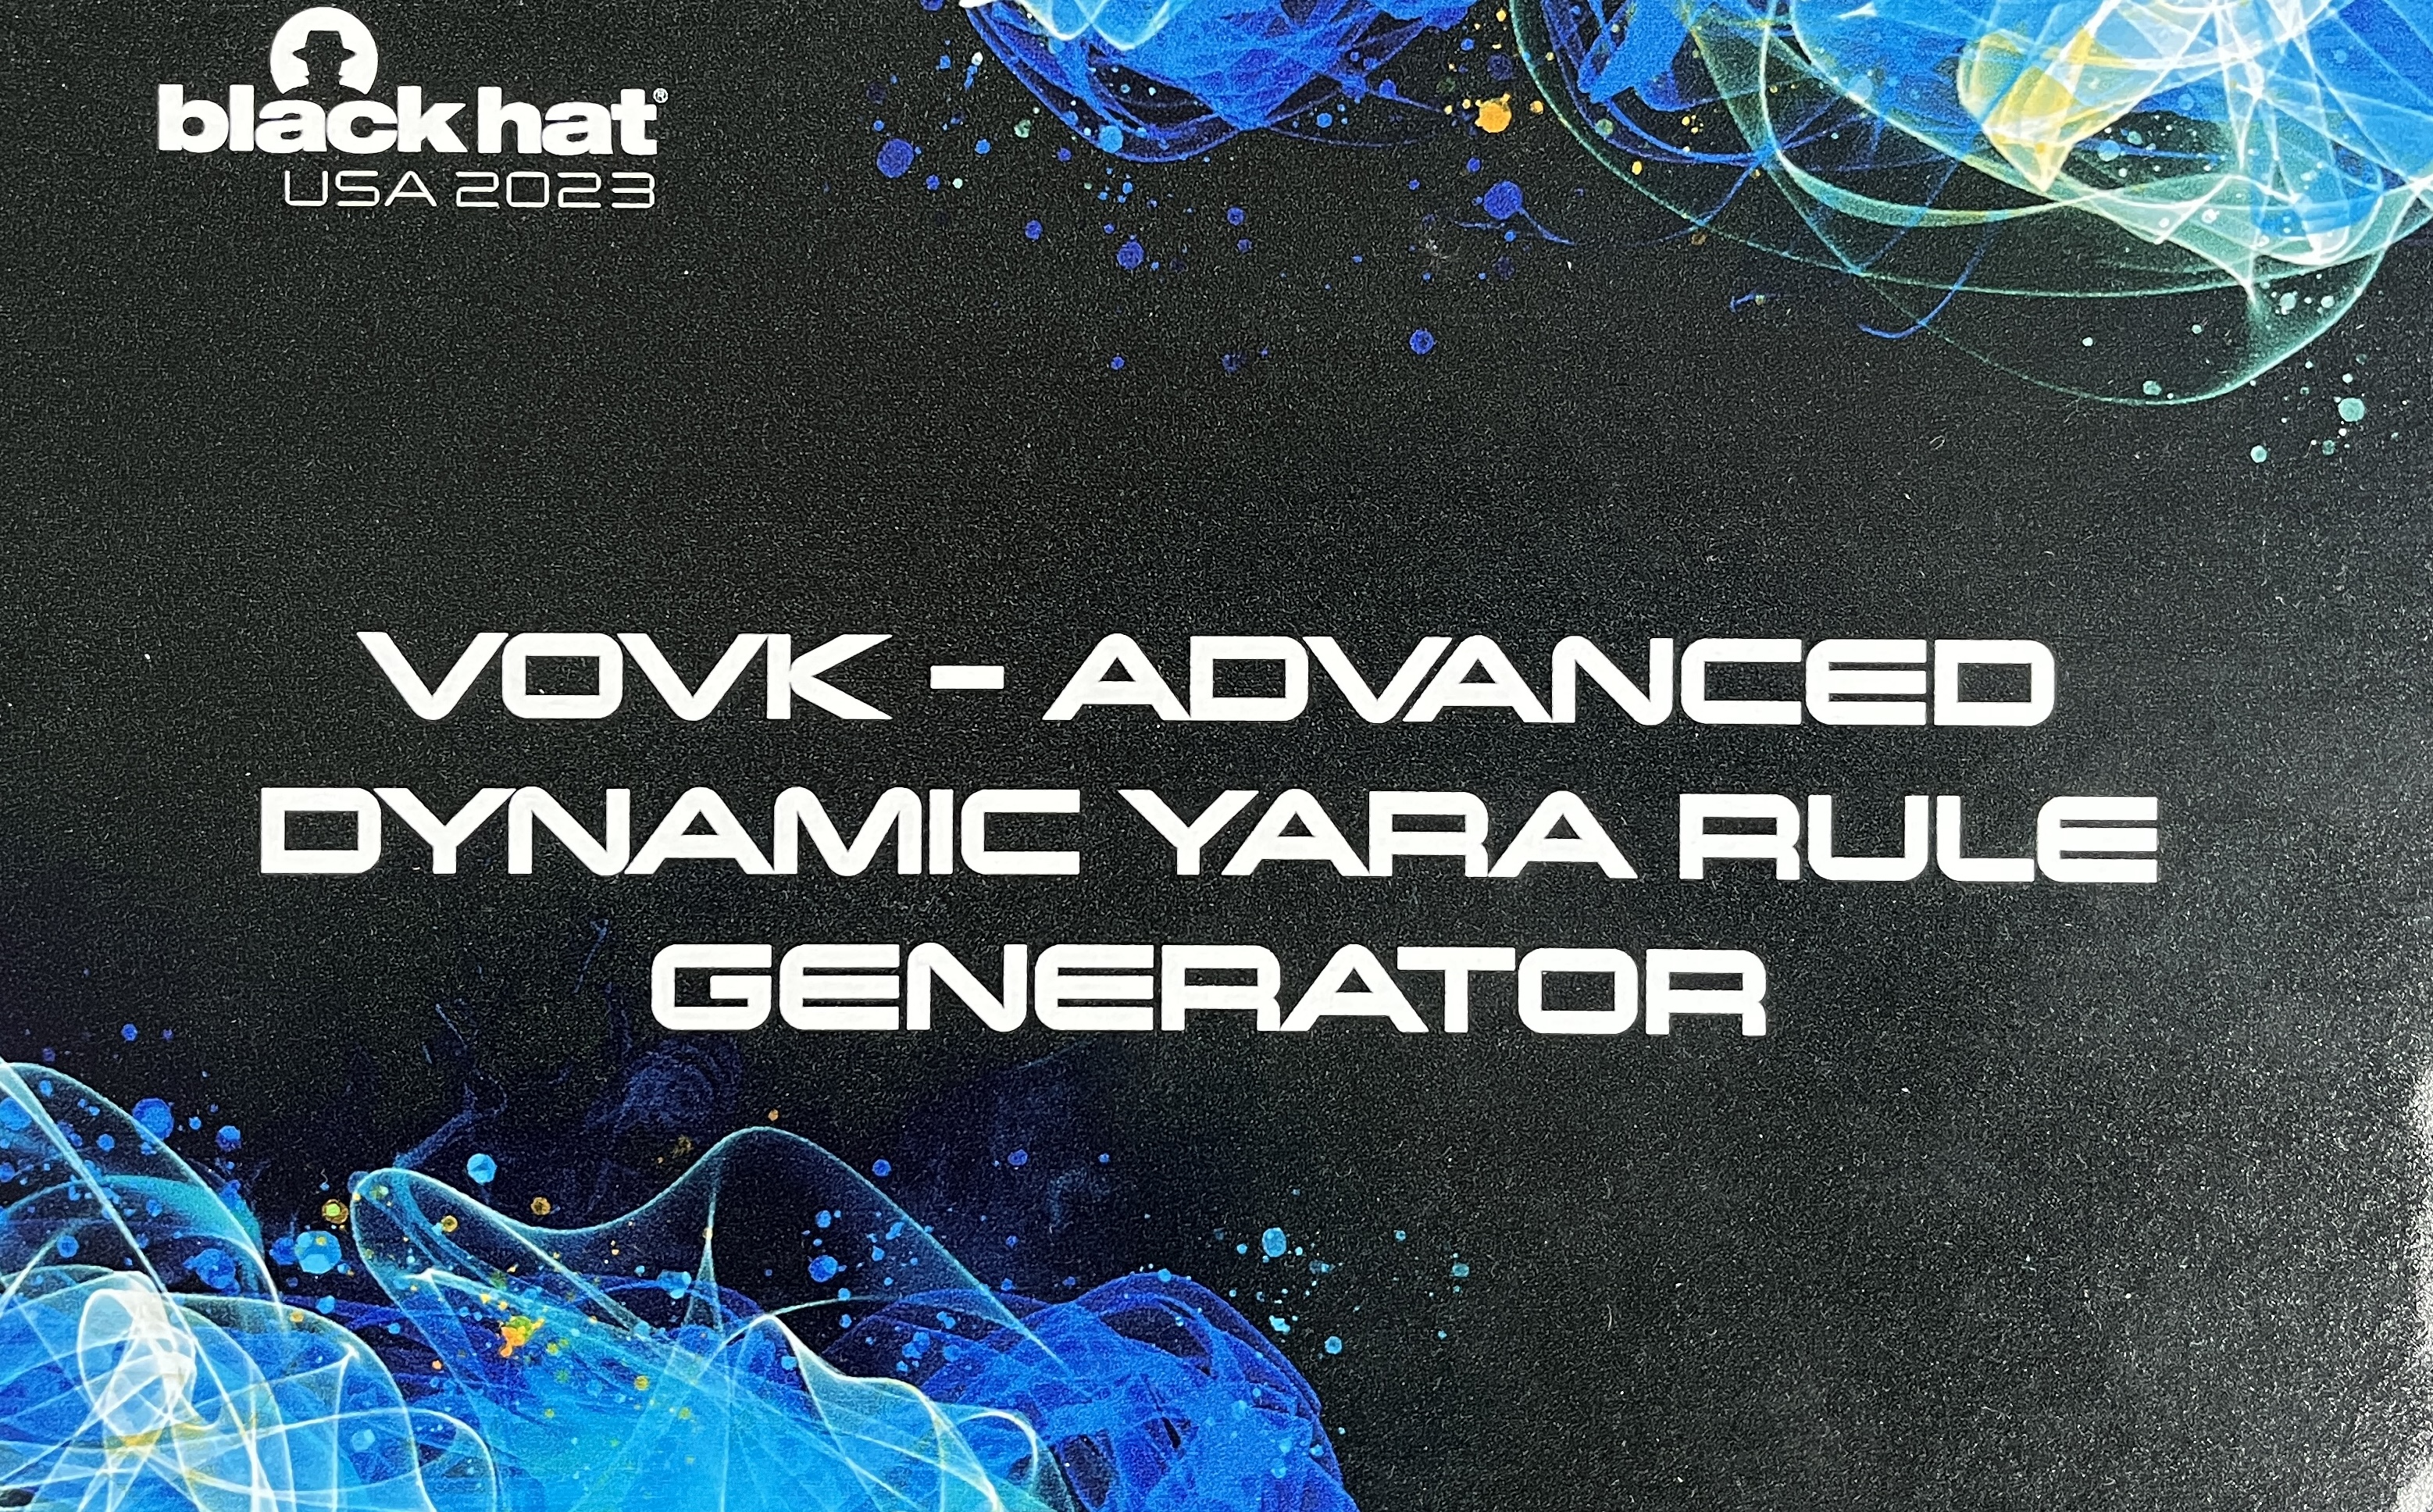 black hat®
USA 2023
VOVK - ADVANCED
DYNAMIC YARA RULE
GENERATOR